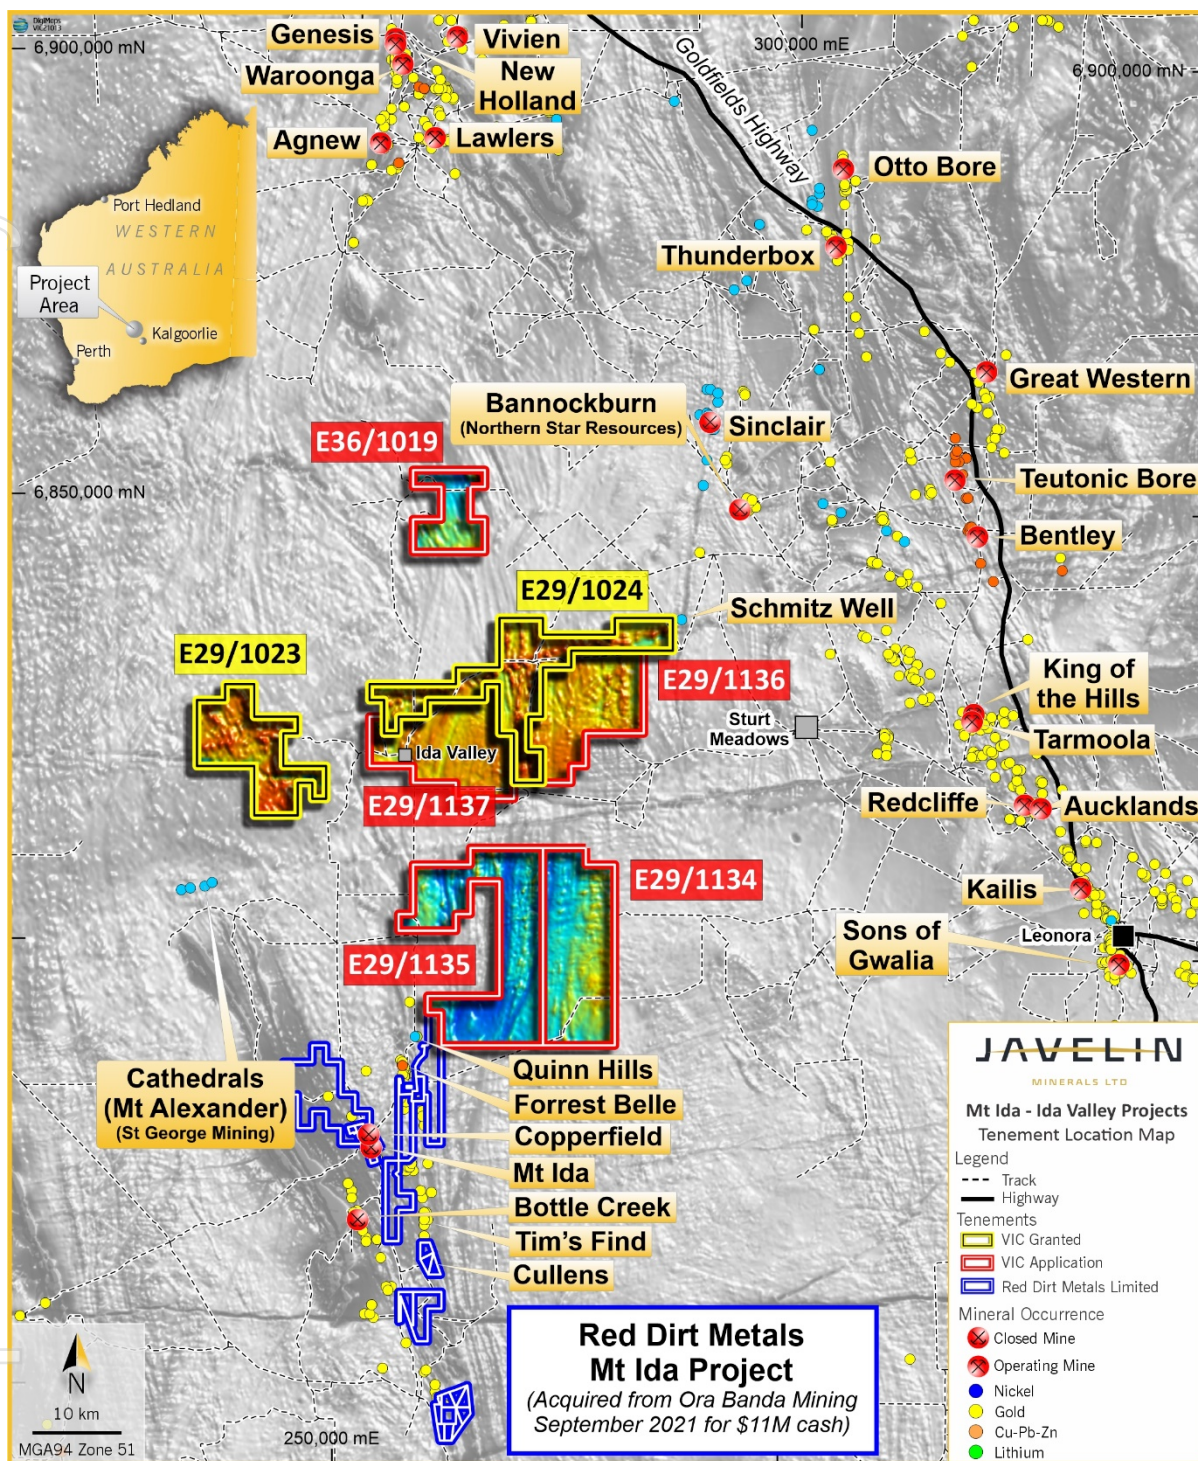 DigiMaps
VIC21013
6,900,000 mN
Genesis
Vivien
Waroonga
New
Holland
Agnew
Lawlers
Goldfields Highway
300,000 mE
6,900,000 mN
Otto Bore
Thunderbox
Port Hedland
WESTERN
AUSTRALIA
Project
Area
Kalgoorlie
Perth
Great Western
Bannockburn
(Northern Star Resources)
Sinclair
E36/1019
6,850,000 mN
Teutonic Bore
Bentley
E29/1024
Schmitz Well
E29/1023
E29/1136
King of
the Hills
Sturt
Meadows
Tarmoola
Ida Valley
E29/1137
Redcliffe
Aucklands
E29/1134
Kailis
Sons of
Gwalia
Leonora
E29/1135
Cathedrals
(Mt Alexander)
(St George Mining)
Quinn Hills
Forrest Belle
Copperfield
Mt Ida
Bottle Creek
Tim's Find
Cullens
Red Dirt Metals
Mt Ida Project
(Acquired from Ora Banda Mining
September 2021 for $11M cash)
N
10 km
MGA94 Zone 51
250,000 mE
JAVELIN
MINERALS LTD
Mt Ida - Ida Valley Projects
Tenement Location Map
Legend
Track
Highway
Tenements
VIC Granted
VIC Application
Red Dirt Metals Limited
Mineral Occurrence
Closed Mine
Operating Mine
Nickel
Gold
Cu-Pb-Zn
Lithium